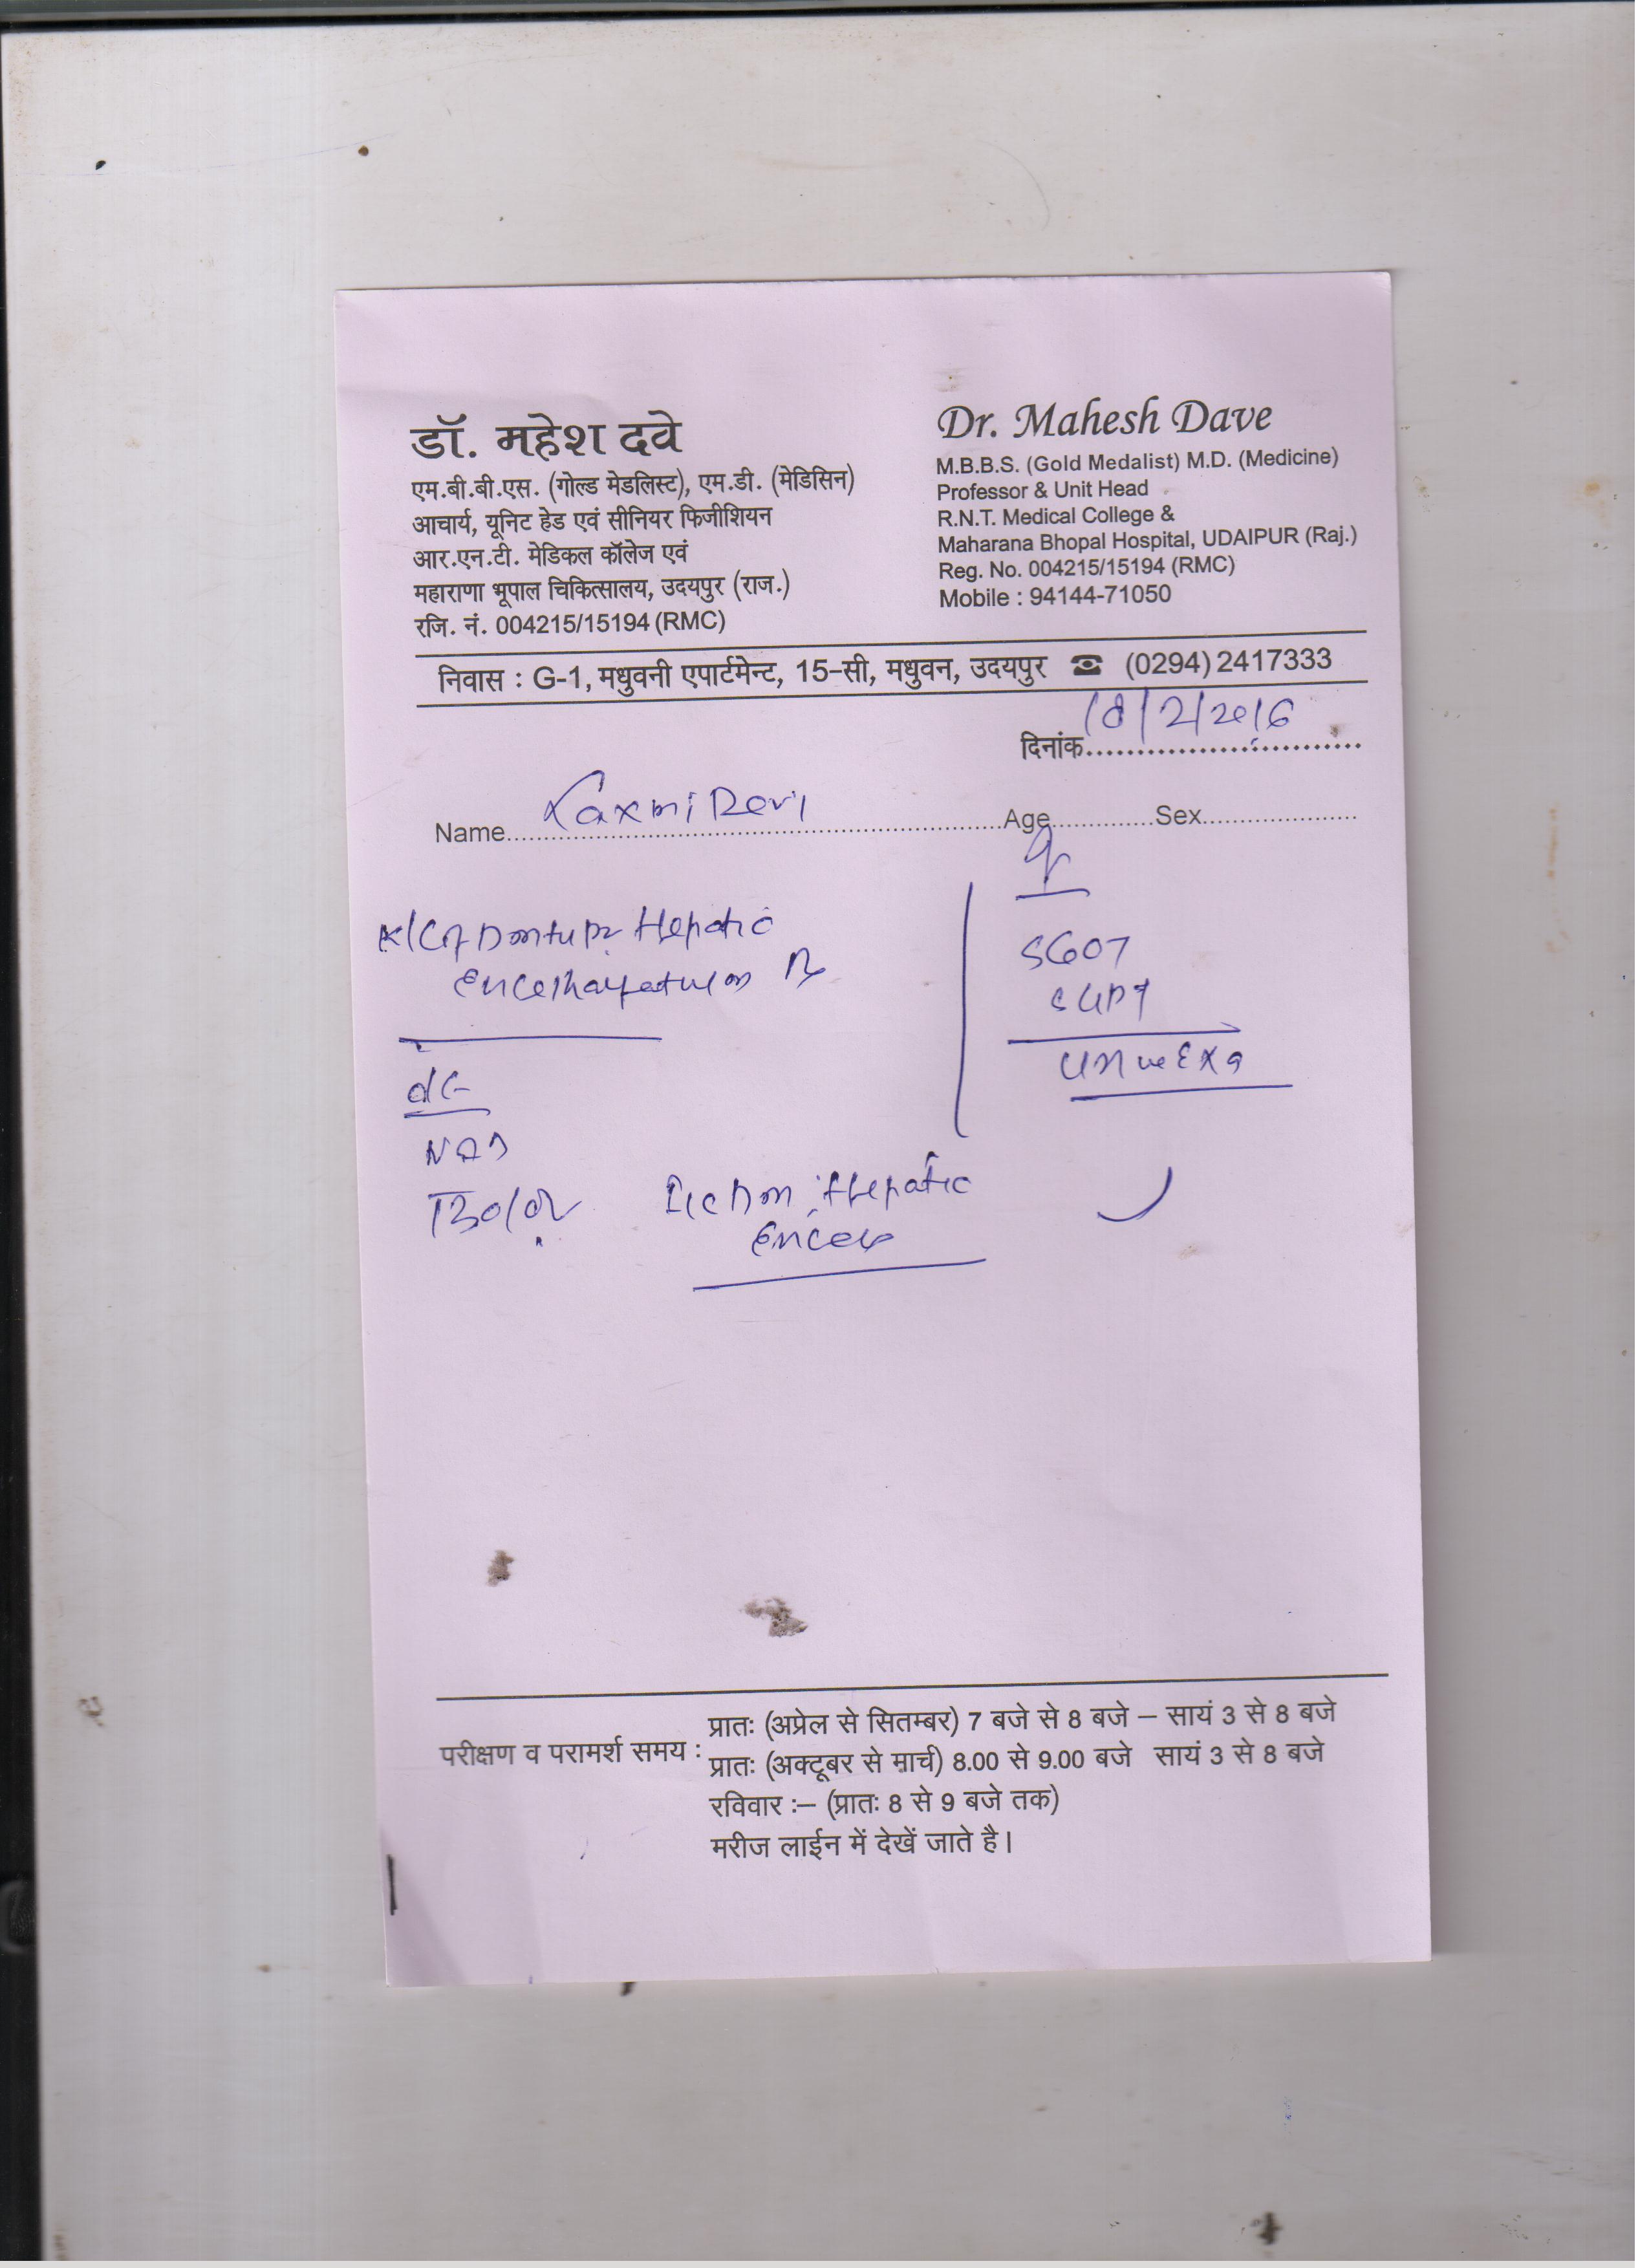 डॉ. महेश दवे
एम.बी.बी.एस. (गोल्ड मेडलिस्ट), एम.डी. (मेडिसिन)
आचार्य, यूनिट हेड एवं सीनियर फिजीशियन
आर.एन.टी. मेडिकल कॉलेज एवं
महाराणा भूपाल चिकित्सालय, उदयपुर (राज.)
रजि. नं. 004215/15194 (RMC)
Dr. Mahesh Dave
M.B.B.S. (Gold Medalist) M.D. (Medicine)
Professor & Unit Head
R.N.T. Medical College &
Maharana Bhopal Hospital, UDAIPUR (Raj.)
Reg. No. 004215/15194 (RMC)
Mobile : 94144-71050
निवास : G-1, मधुवनी एपार्टमेन्ट, 15-सी, मधुवन, उदयपुर ☎ (0294) 2417333
दिनांक
Name Laxmi Devi Age Sex
Hepatic
SGOT
SGPT
NAD
Hepatic
परीक्षण व परामर्श समय :
प्रातः (अप्रेल से सितम्बर) 7 बजे से 8 बजे – सायं 3 से 8 बजे
प्रातः (अक्टूबर से मार्च) 8.00 से 9.00 बजे सायं 3 से 8 बजे
रविवार :– (प्रातः 8 से 9 बजे तक)
मरीज लाईन में देखें जाते है।